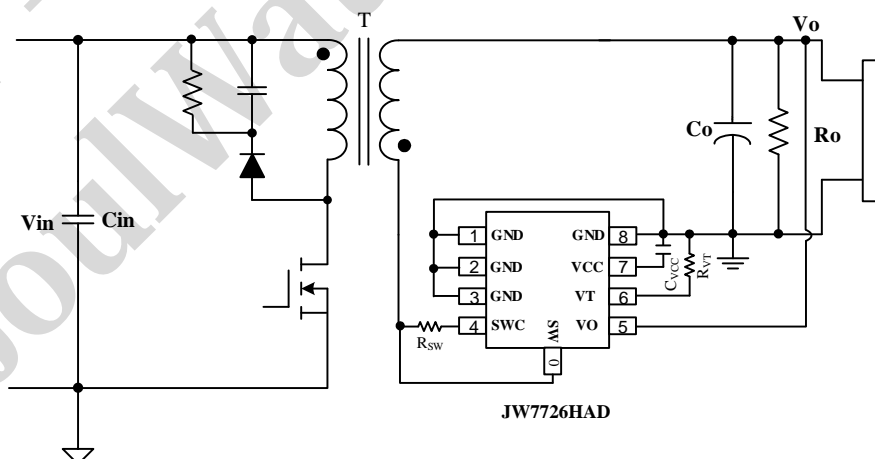 T
Vo
Co
Ro
Vin
Cin
1 GND
GND 8
2 GND
VCC 7
3 GND
VT 6
4 SWC
VO 5
SW
0
CVCC
RVT
RSW
JW7726HAD